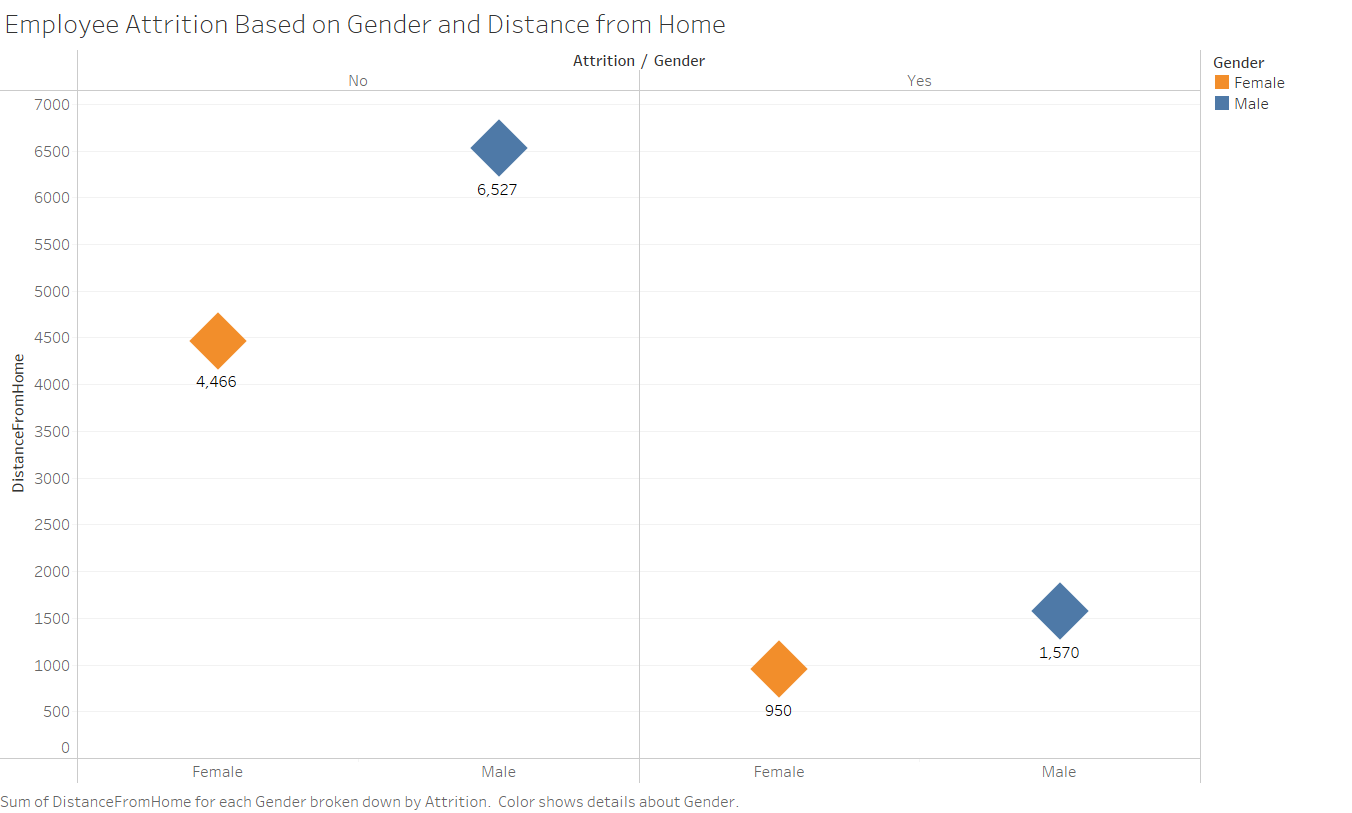 Employee Attrition Based on Gender and Distance from Home
Attrition / Gender
No
Yes
Gender
Female
Male
DistanceFromHome
7000
6500
6000
5500
5000
4500
4000
3500
3000
2500
2000
1500
1000
500
0
6,527
4,466
1,570
950
Female
Male
Female
Male
Sum of DistanceFromHome for each Gender broken down by Attrition. Color shows details about Gender.